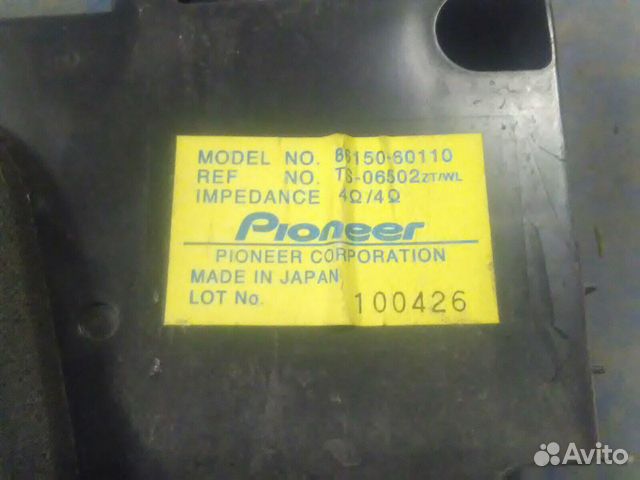 MODEL NO. 86150-60110
REF NO. TS-06502ZT/WL
IMPEDANCE 4Ω/4Ω
Pioneer
PIONEER CORPORATION
MADE IN JAPAN
LOT No. 100426
Avito